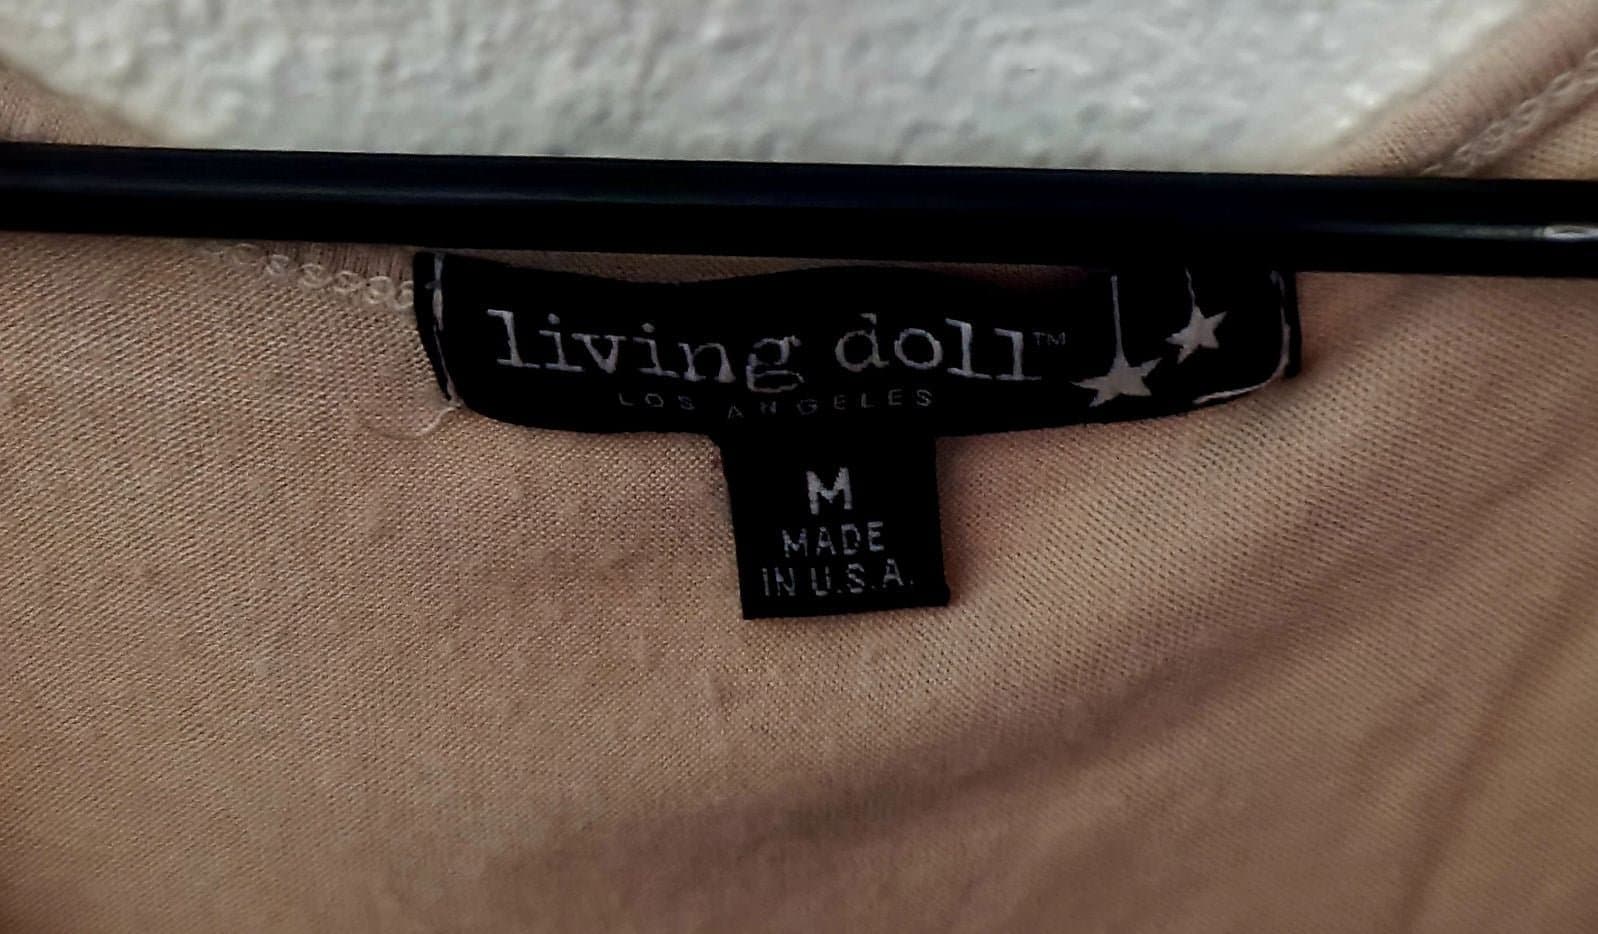 living doll™
LOS ANGELES
M
MADE
IN U.S.A.